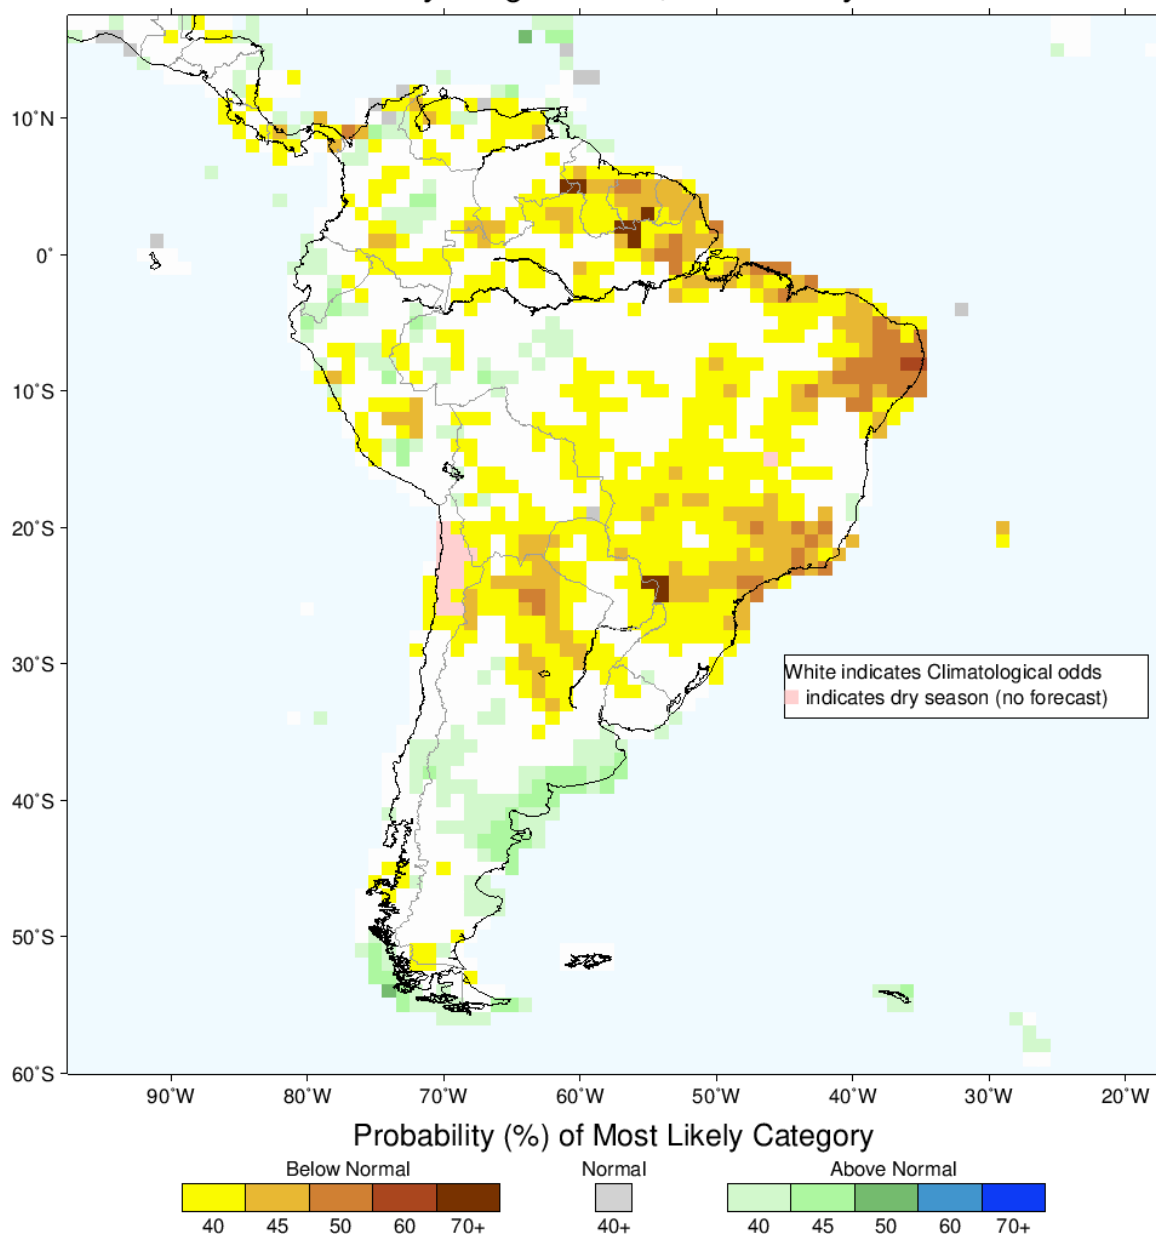 10°N
0°
10°S
20°S
30°S
40°S
50°S
60°S
White indicates Climatological odds
indicates dry season (no forecast)
90°W 80°W 70°W 60°W 50°W 40°W 30°W 20°W
Probability (%) of Most Likely Category
Below Normal Normal Above Normal
40 45 50 60 70+ 40+ 40 45 50 60 70+